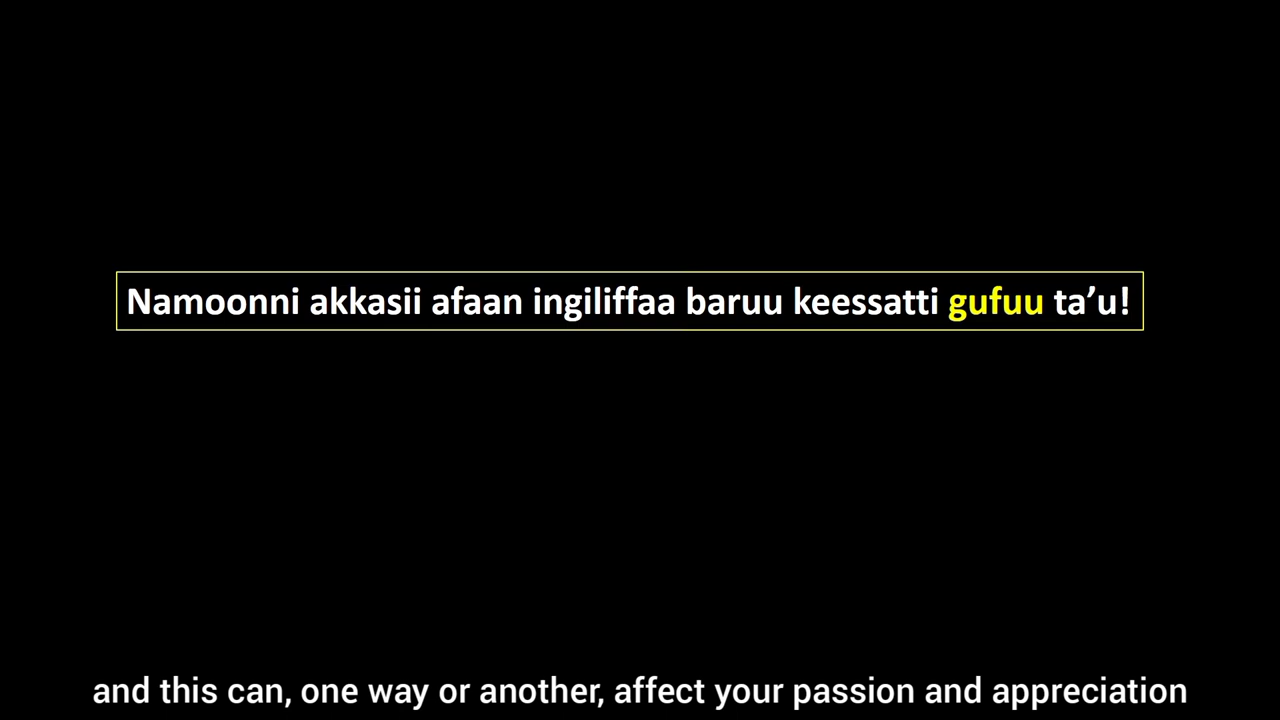 Namoonni akkasii afaan ingiliffaa baruu keessatti gufuu ta’u!
and this can, one way or another, affect your passion and appreciation